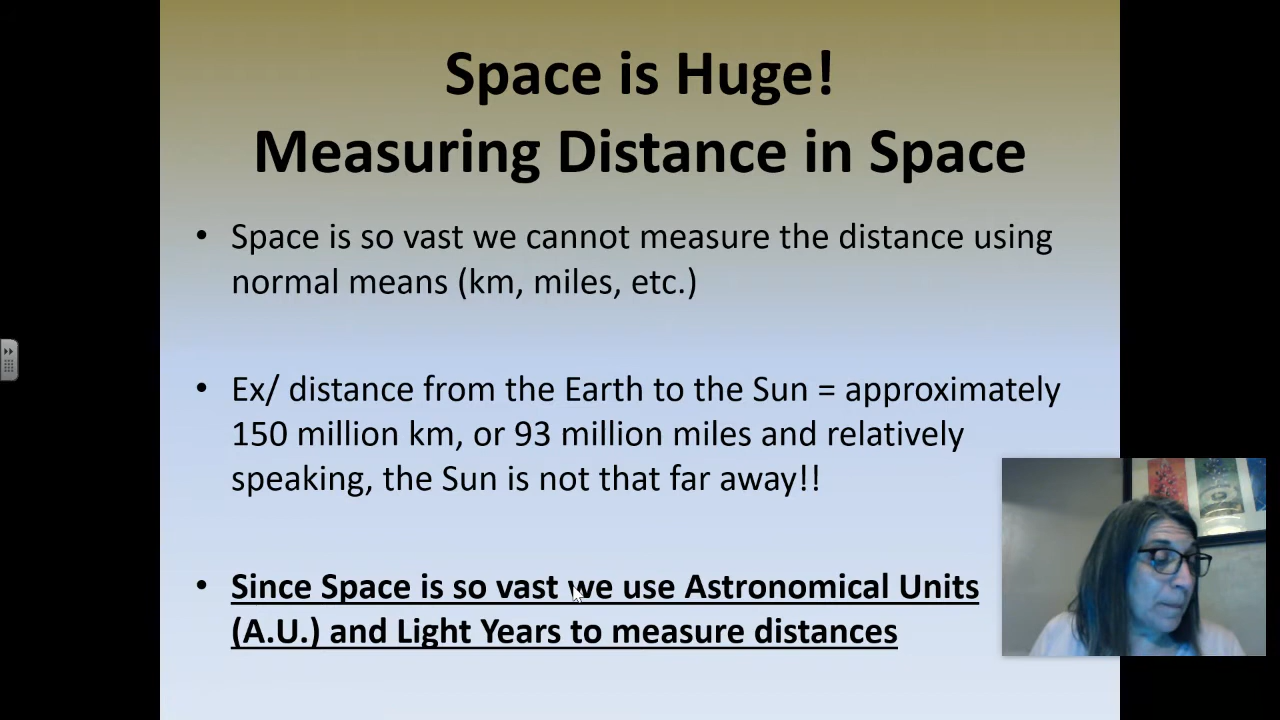 Space is Huge!
Measuring Distance in Space
• Space is so vast we cannot measure the distance using
normal means (km, miles, etc.)
• Ex/ distance from the Earth to the Sun = approximately
150 million km, or 93 million miles and relatively
speaking, the Sun is not that far away!!
• Since Space is so vast we use Astronomical Units
(A.U.) and Light Years to measure distances